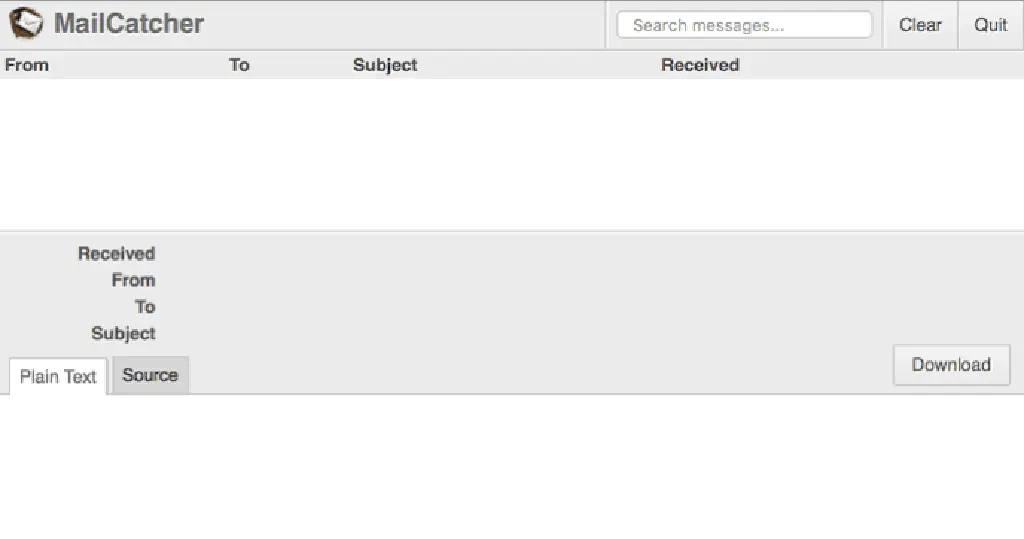 MailCatcher Search messages... Clear Quit
From To Subject Received
Received
From
To
Subject
Plain Text Source Download